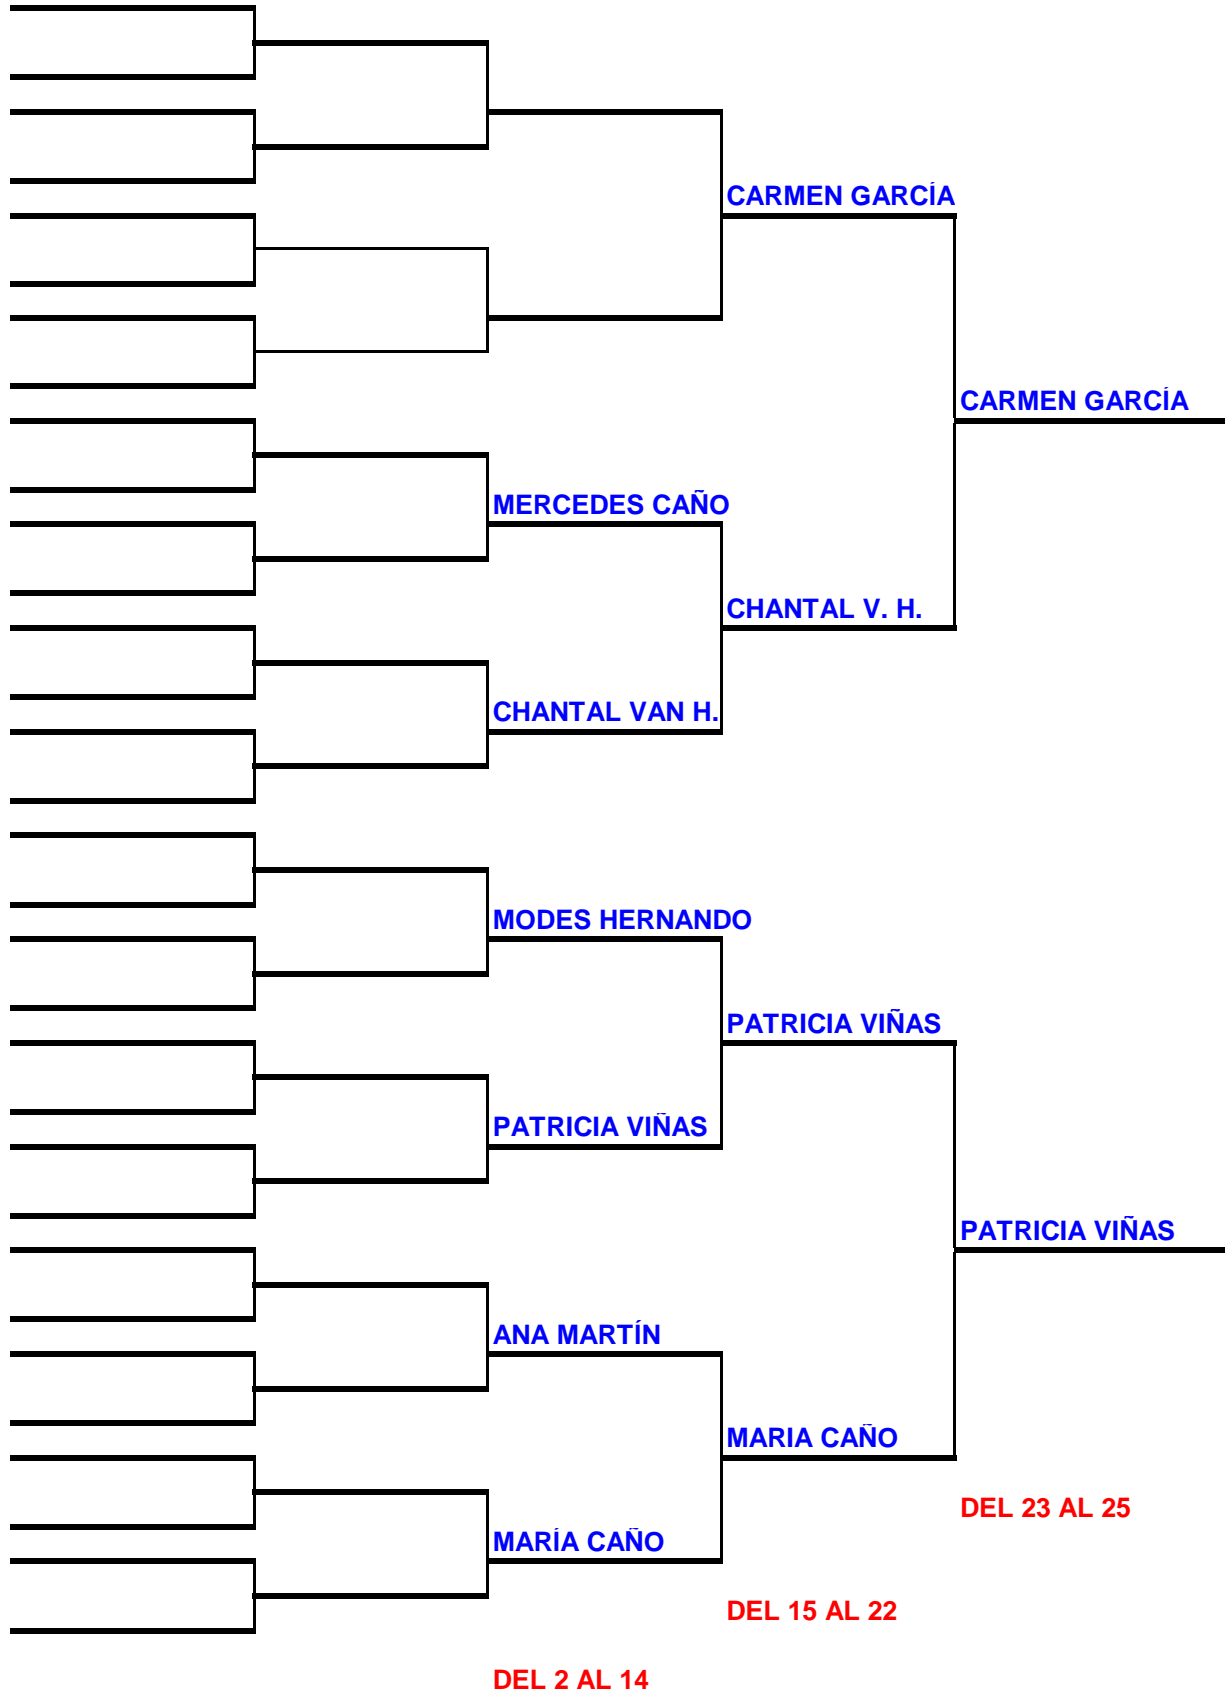 CARMEN GARCÍA
CARMEN GARCÍA
MERCEDES CAÑO
CHANTAL V. H.
CHANTAL VAN H.
MODES HERNANDO
PATRICIA VIÑAS
PATRICIA VIÑAS
PATRICIA VIÑAS
ANA MARTÍN
MARIA CAÑO
DEL 23 AL 25
MARÍA CAÑO
DEL 15 AL 22
DEL 2 AL 14